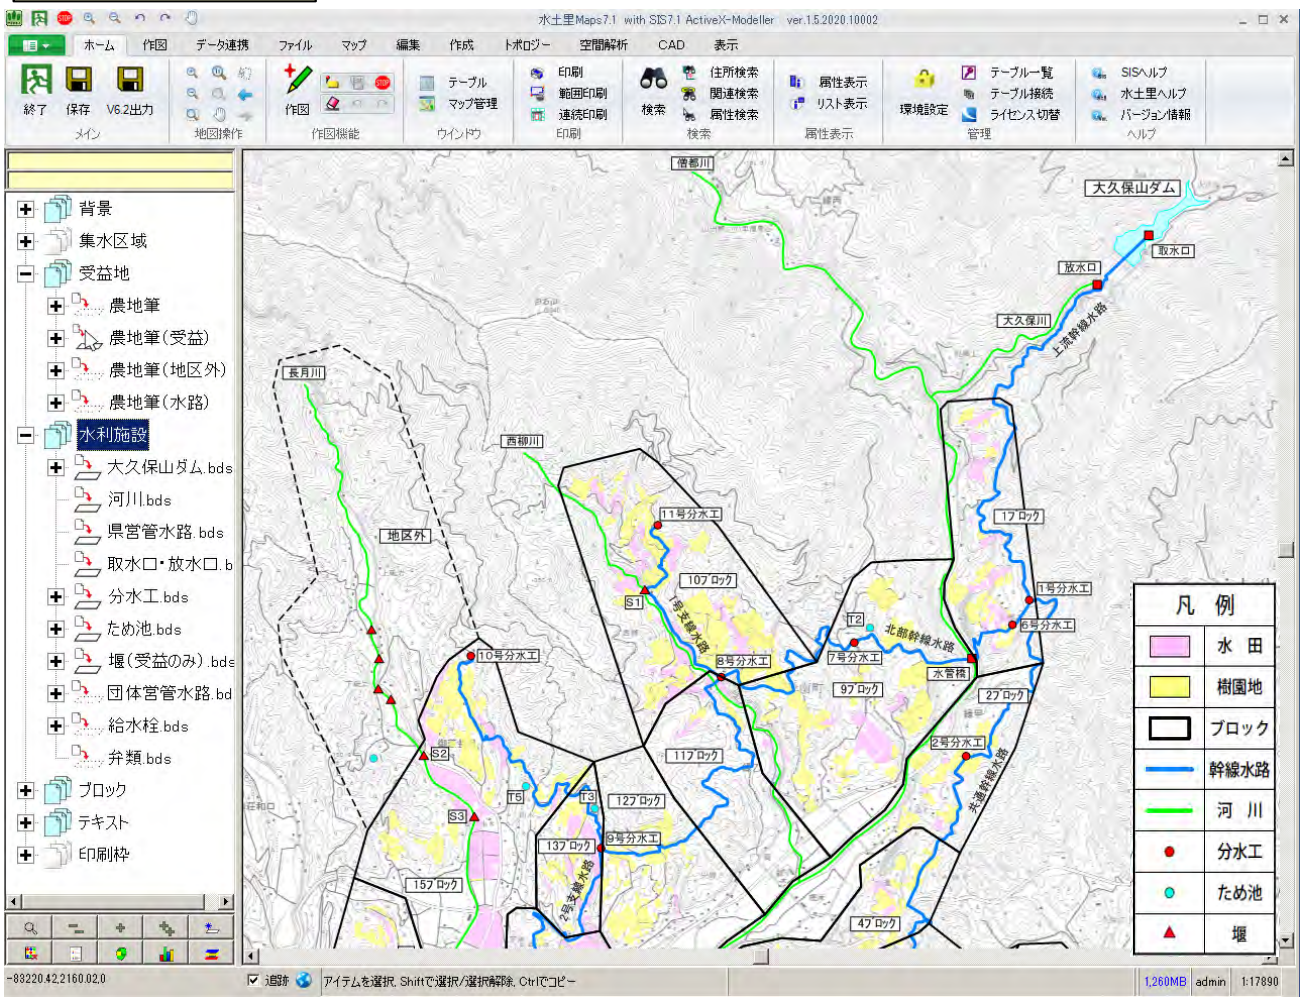 水土里Maps7.1 with SIS7.1 ActiveX-Modeller ver.1.5.2020.10002
ホーム 作図 データ連携 ファイル マップ 編集 作成 トポロジー 空間解析 CAD 表示
終了 保存 V6.2出力
メイン
地図操作
作図
作図機能
テーブル
マップ管理
ウインドウ
印刷
範囲印刷
連続印刷
印刷
検索
住所検索
関連検索
属性検索
検索
属性表示
リスト表示
属性表示
環境設定
テーブル一覧
テーブル接続
ライセンス切替
管理
SISヘルプ
水土里ヘルプ
バージョン情報
ヘルプ
背景
集水区域
受益地
農地筆
農地筆(受益)
農地筆(地区外)
農地筆(水路)
水利施設
大久保山ダム.bds
河川.bds
県営管水路.bds
取水口・放水口.b
分水工.bds
ため池.bds
堰(受益のみ).bds
団体営管水路.bd
給水栓.bds
弁類.bds
ブロック
テキスト
印刷枠
僧都川
大久保山ダム
取水口
放水口
大久保川
上流幹線水路
長月川
西柳川
地区外
11号分水工
1ブロック
10ブロック
S1
1号支線水路
1号分水工
T2
北部幹線水路
6号分水工
7号分水工
10号分水工
8号分水工
水管橋
9ブロック
2ブロック
2号分水工
S2
11ブロック
共通幹線水路
T5
T3
12ブロック
S3
13ブロック
9号分水工
15ブロック
2号支線水路
4ブロック
凡 例
水 田
樹園地
ブロック
幹線水路
河 川
分水工
ため池
堰
-83220.42,2160.02,0
追跡
アイテムを選択, Shiftで選択/選択解除, Ctrlでコピー
1,260MB admin 1:17890